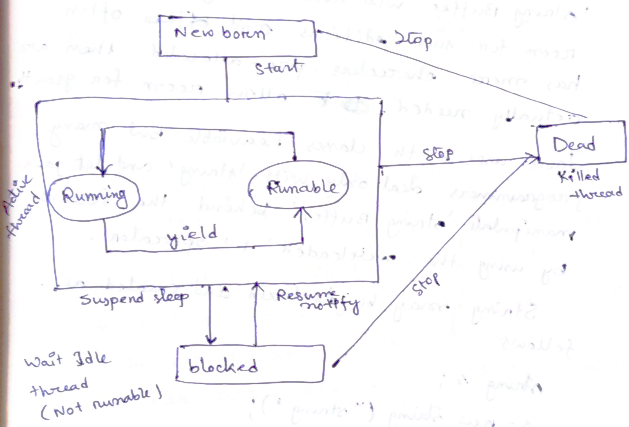 New born
Stop
Start
Dead
Killed
thread
Stop
Active
thread
Running
Runable
yield
Stop
Suspend sleep
Resume
notify
blocked
Wait Idle
thread
(Not runable)